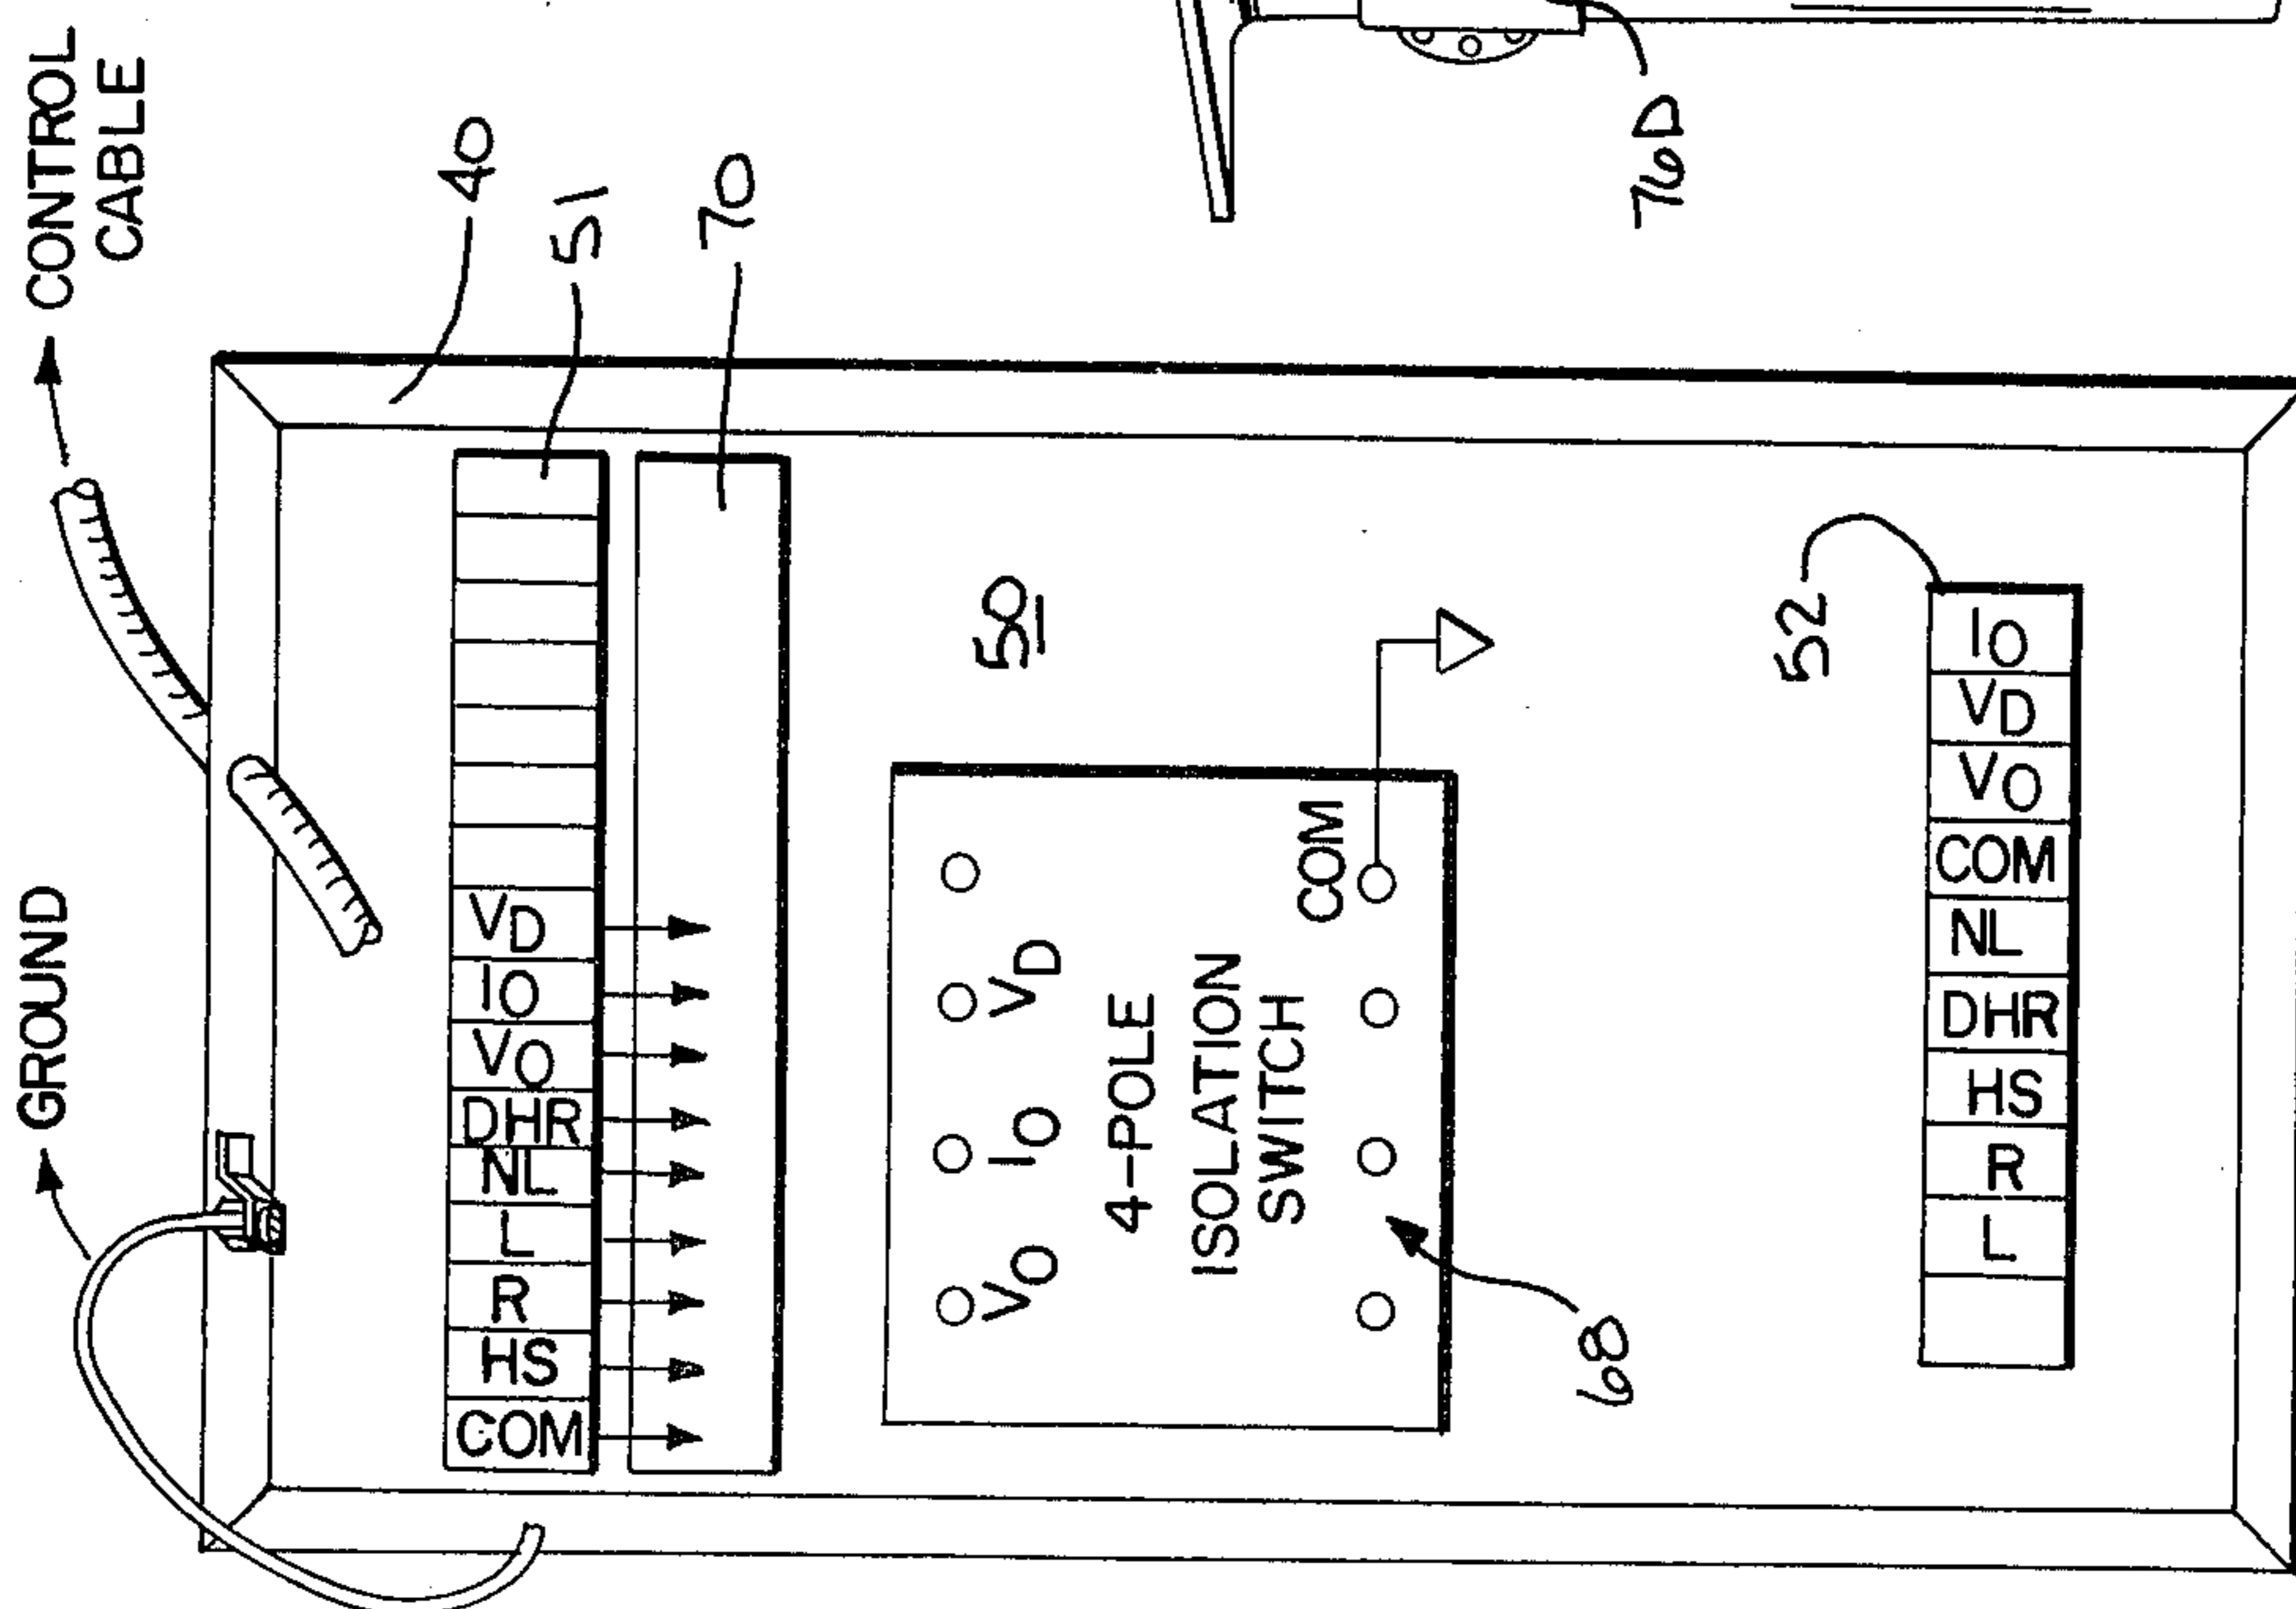 GROUND
CONTROL
CABLE
40
51
70
COM HS R L NL DHR VO IO VD
VO IO VD
50
4-POLE
ISOLATION
SWITCH
COM
68
76D
52
L R HS DHR NL COM VO VD IO